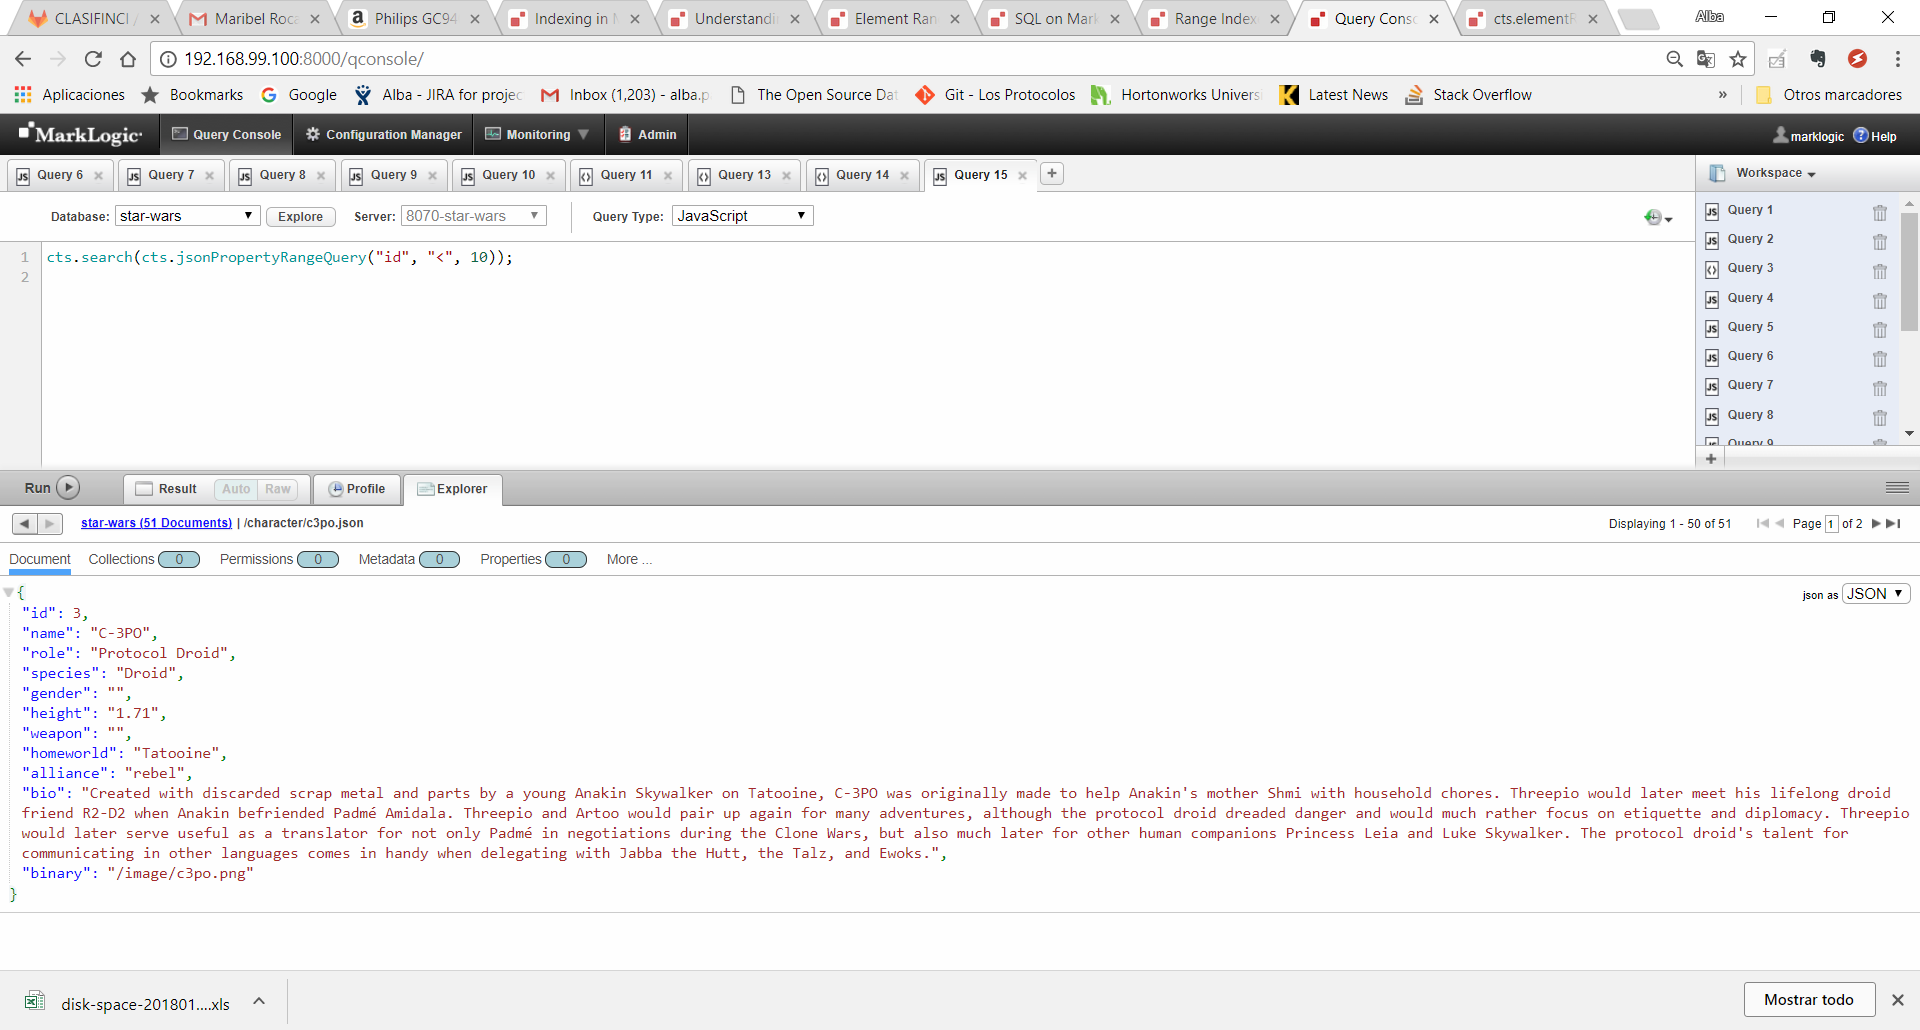 CLASIFINCI /
Maribel Roca
Philips GC94
Indexing in M
Understandin
Element Ran
SQL on Mark
Range Index
Query Conso
cts.elementR
Alba
192.168.99.100:8000/qconsole/
Aplicaciones
Bookmarks
Google
Alba - JIRA for projec
Inbox (1,203) - alba.p
The Open Source Dat
Git - Los Protocolos
Hortonworks Universi
Latest News
Stack Overflow
»
Otros marcadores
MarkLogic
Query Console
Configuration Manager
Monitoring
Admin
marklogic
Help
Query 6
Query 7
Query 8
Query 9
Query 10
Query 11
Query 13
Query 14
Query 15
+
Workspace
Database: star-wars Explore Server: 8070-star-wars Query Type: JavaScript
1 cts.search(cts.jsonPropertyRangeQuery("id", "<", 10));
2
Query 1
Query 2
Query 3
Query 4
Query 5
Query 6
Query 7
Query 8
Query 9
+
Run Result Auto Raw Profile Explorer
star-wars (51 Documents) | /character/c3po.json
Displaying 1 - 50 of 51 Page 1 of 2
Document Collections 0 Permissions 0 Metadata 0 Properties 0 More ...
json as JSON
{
"id": 3,
"name": "C-3PO",
"role": "Protocol Droid",
"species": "Droid",
"gender": "",
"height": "1.71",
"weapon": "",
"homeworld": "Tatooine",
"alliance": "rebel",
"bio": "Created with discarded scrap metal and parts by a young Anakin Skywalker on Tatooine, C-3PO was originally made to help Anakin's mother Shmi with household chores. Threepio would later meet his lifelong droid
friend R2-D2 when Anakin befriended Padmé Amidala. Threepio and Artoo would pair up again for many adventures, although the protocol droid dreaded danger and would much rather focus on etiquette and diplomacy. Threepio
would later serve useful as a translator for not only Padmé in negotiations during the Clone Wars, but also much later for other human companions Princess Leia and Luke Skywalker. The protocol droid's talent for
communicating in other languages comes in handy when delegating with Jabba the Hutt, the Talz, and Ewoks.",
"binary": "/image/c3po.png"
}
disk-space-201801....xls
Mostrar todo